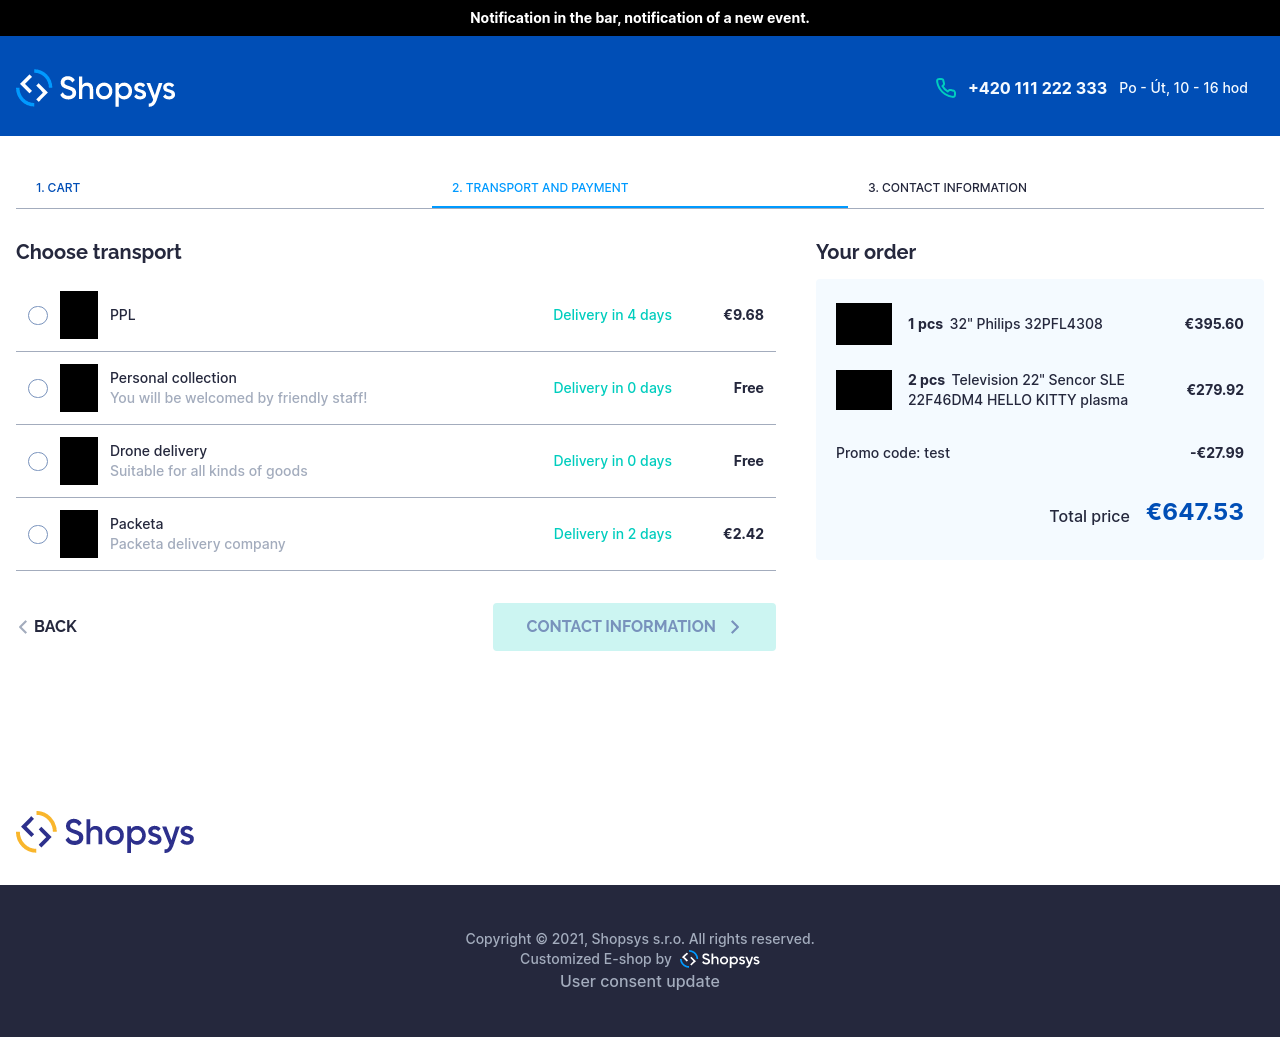 Notification in the bar, notification of a new event.
Shopsys
+420 111 222 333 Po - Út, 10 - 16 hod
1. CART
2. TRANSPORT AND PAYMENT
3. CONTACT INFORMATION
Choose transport
PPL Delivery in 4 days €9.68
Personal collection
You will be welcomed by friendly staff!
Delivery in 0 days Free
Drone delivery
Suitable for all kinds of goods
Delivery in 0 days Free
Packeta
Packeta delivery company
Delivery in 2 days €2.42
BACK
CONTACT INFORMATION
Your order
1 pcs 32" Philips 32PFL4308 €395.60
2 pcs Television 22" Sencor SLE
22F46DM4 HELLO KITTY plasma
€279.92
Promo code: test -€27.99
Total price €647.53
Shopsys
Copyright © 2021, Shopsys s.r.o. All rights reserved.
Customized E-shop by Shopsys
User consent update